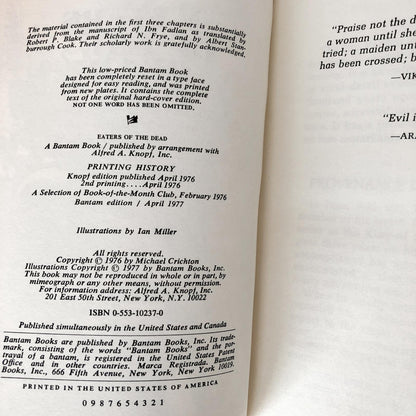 The material contained in the first three chapters is substantially
derived from the manuscript of Ibn Fadlan as translated by
Robert P. Blake and Richard N. Frye, and by Albert Stan-
burrough Cook. Their scholarly work is gratefully acknowledged.
This low-priced Bantam Book
has been completely reset in a type face
designed for easy reading, and was printed
from new plates. It contains the complete
text of the original hard-cover edition.
NOT ONE WORD HAS BEEN OMITTED.
EATERS OF THE DEAD
A Bantam Book / published by arrangement with
Alfred A. Knopf, Inc.
PRINTING HISTORY
Knopf edition published April 1976
2nd printing . . . . April 1976
A Selection of Book-of-the-Month Club, February 1976
Bantam edition / April 1977
Illustrations by Ian Miller
All rights reserved.
Copyright © 1976 by Michael Crichton
Illustrations Copyright © 1977 by Bantam Books, Inc.
This book may not be reproduced in whole or in part, by
mimeograph or any other means, without permission.
For information address: Alfred A. Knopf, Inc.
201 East 50th Street, New York, N.Y. 10022
ISBN 0-553-10237-0
Published simultaneously in the United States and Canada
Bantam Books are published by Bantam Books, Inc. Its trade-
mark, consisting of the words "Bantam Books" and the por-
trayal of a bantam, is registered in the United States Patent
Office and in other countries. Marca Registrada. Bantam
Books, Inc., 666 Fifth Avenue, New York, New York 10019.
PRINTED IN THE UNITED STATES OF AMERICA
0 9 8 7 6 5 4 3 2 1
"Praise not the d
a woman until she
tried; a maiden un
has been crossed; b
—VI
"Evil i
—AR